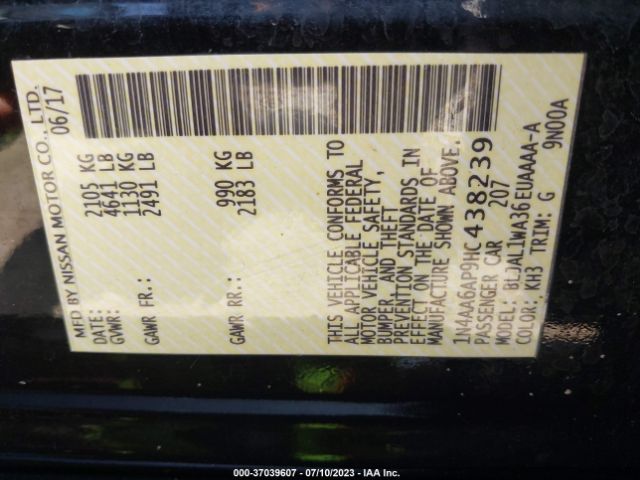 MFD BY NISSAN MOTOR CO., LTD.
DATE: 06/17
GVWR: 2105 KG
4641 LB
GAWR FR.: 1130 KG
2491 LB
GAWR RR.: 990 KG
2183 LB
THIS VEHICLE CONFORMS TO
ALL APPLICABLE FEDERAL
MOTOR VEHICLE SAFETY,
BUMPER, AND THEFT
PREVENTION STANDARDS IN
EFFECT ON THE DATE OF
MANUFACTURE SHOWN ABOVE.
1N4AA6AP9HC438239
PASSENGER CAR 207
MODEL: BLJAL1WA36EUAAAA-A
COLOR: KH3 TRIM: G 9N00A
000-37039607 - 07/10/2023 - IAA Inc.